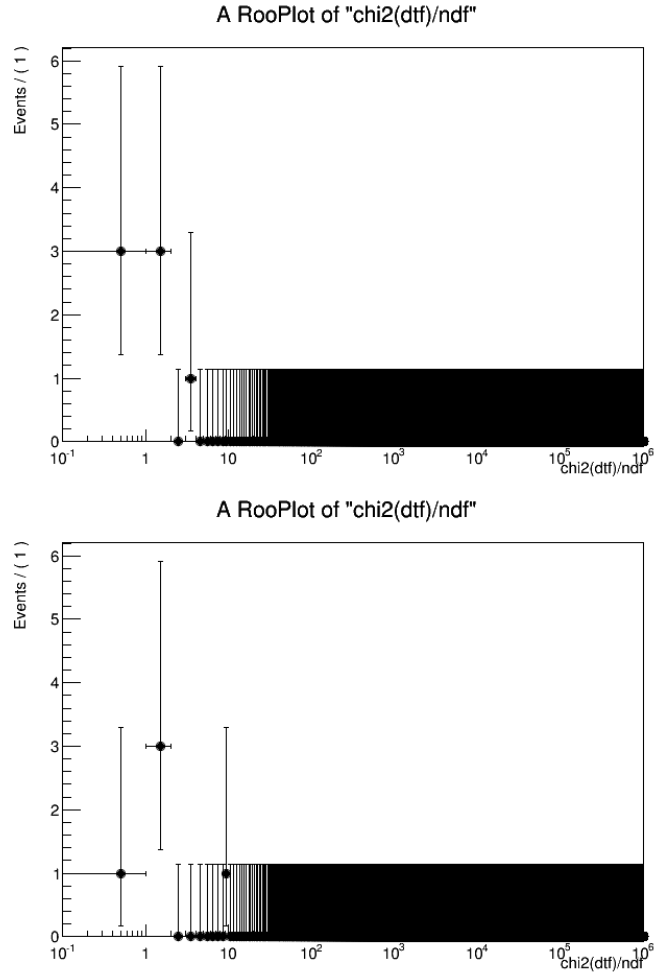 A RooPlot of "chi2(dtf)/ndf"
Events / ( 1 )
6
5
4
3
2
1
0
10^-1 1 10 10^2 10^3 10^4 10^5 10^6
chi2(dtf)/ndf
A RooPlot of "chi2(dtf)/ndf"
Events / ( 1 )
6
5
4
3
2
1
0
10^-1 1 10 10^2 10^3 10^4 10^5 10^6
chi2(dtf)/ndf